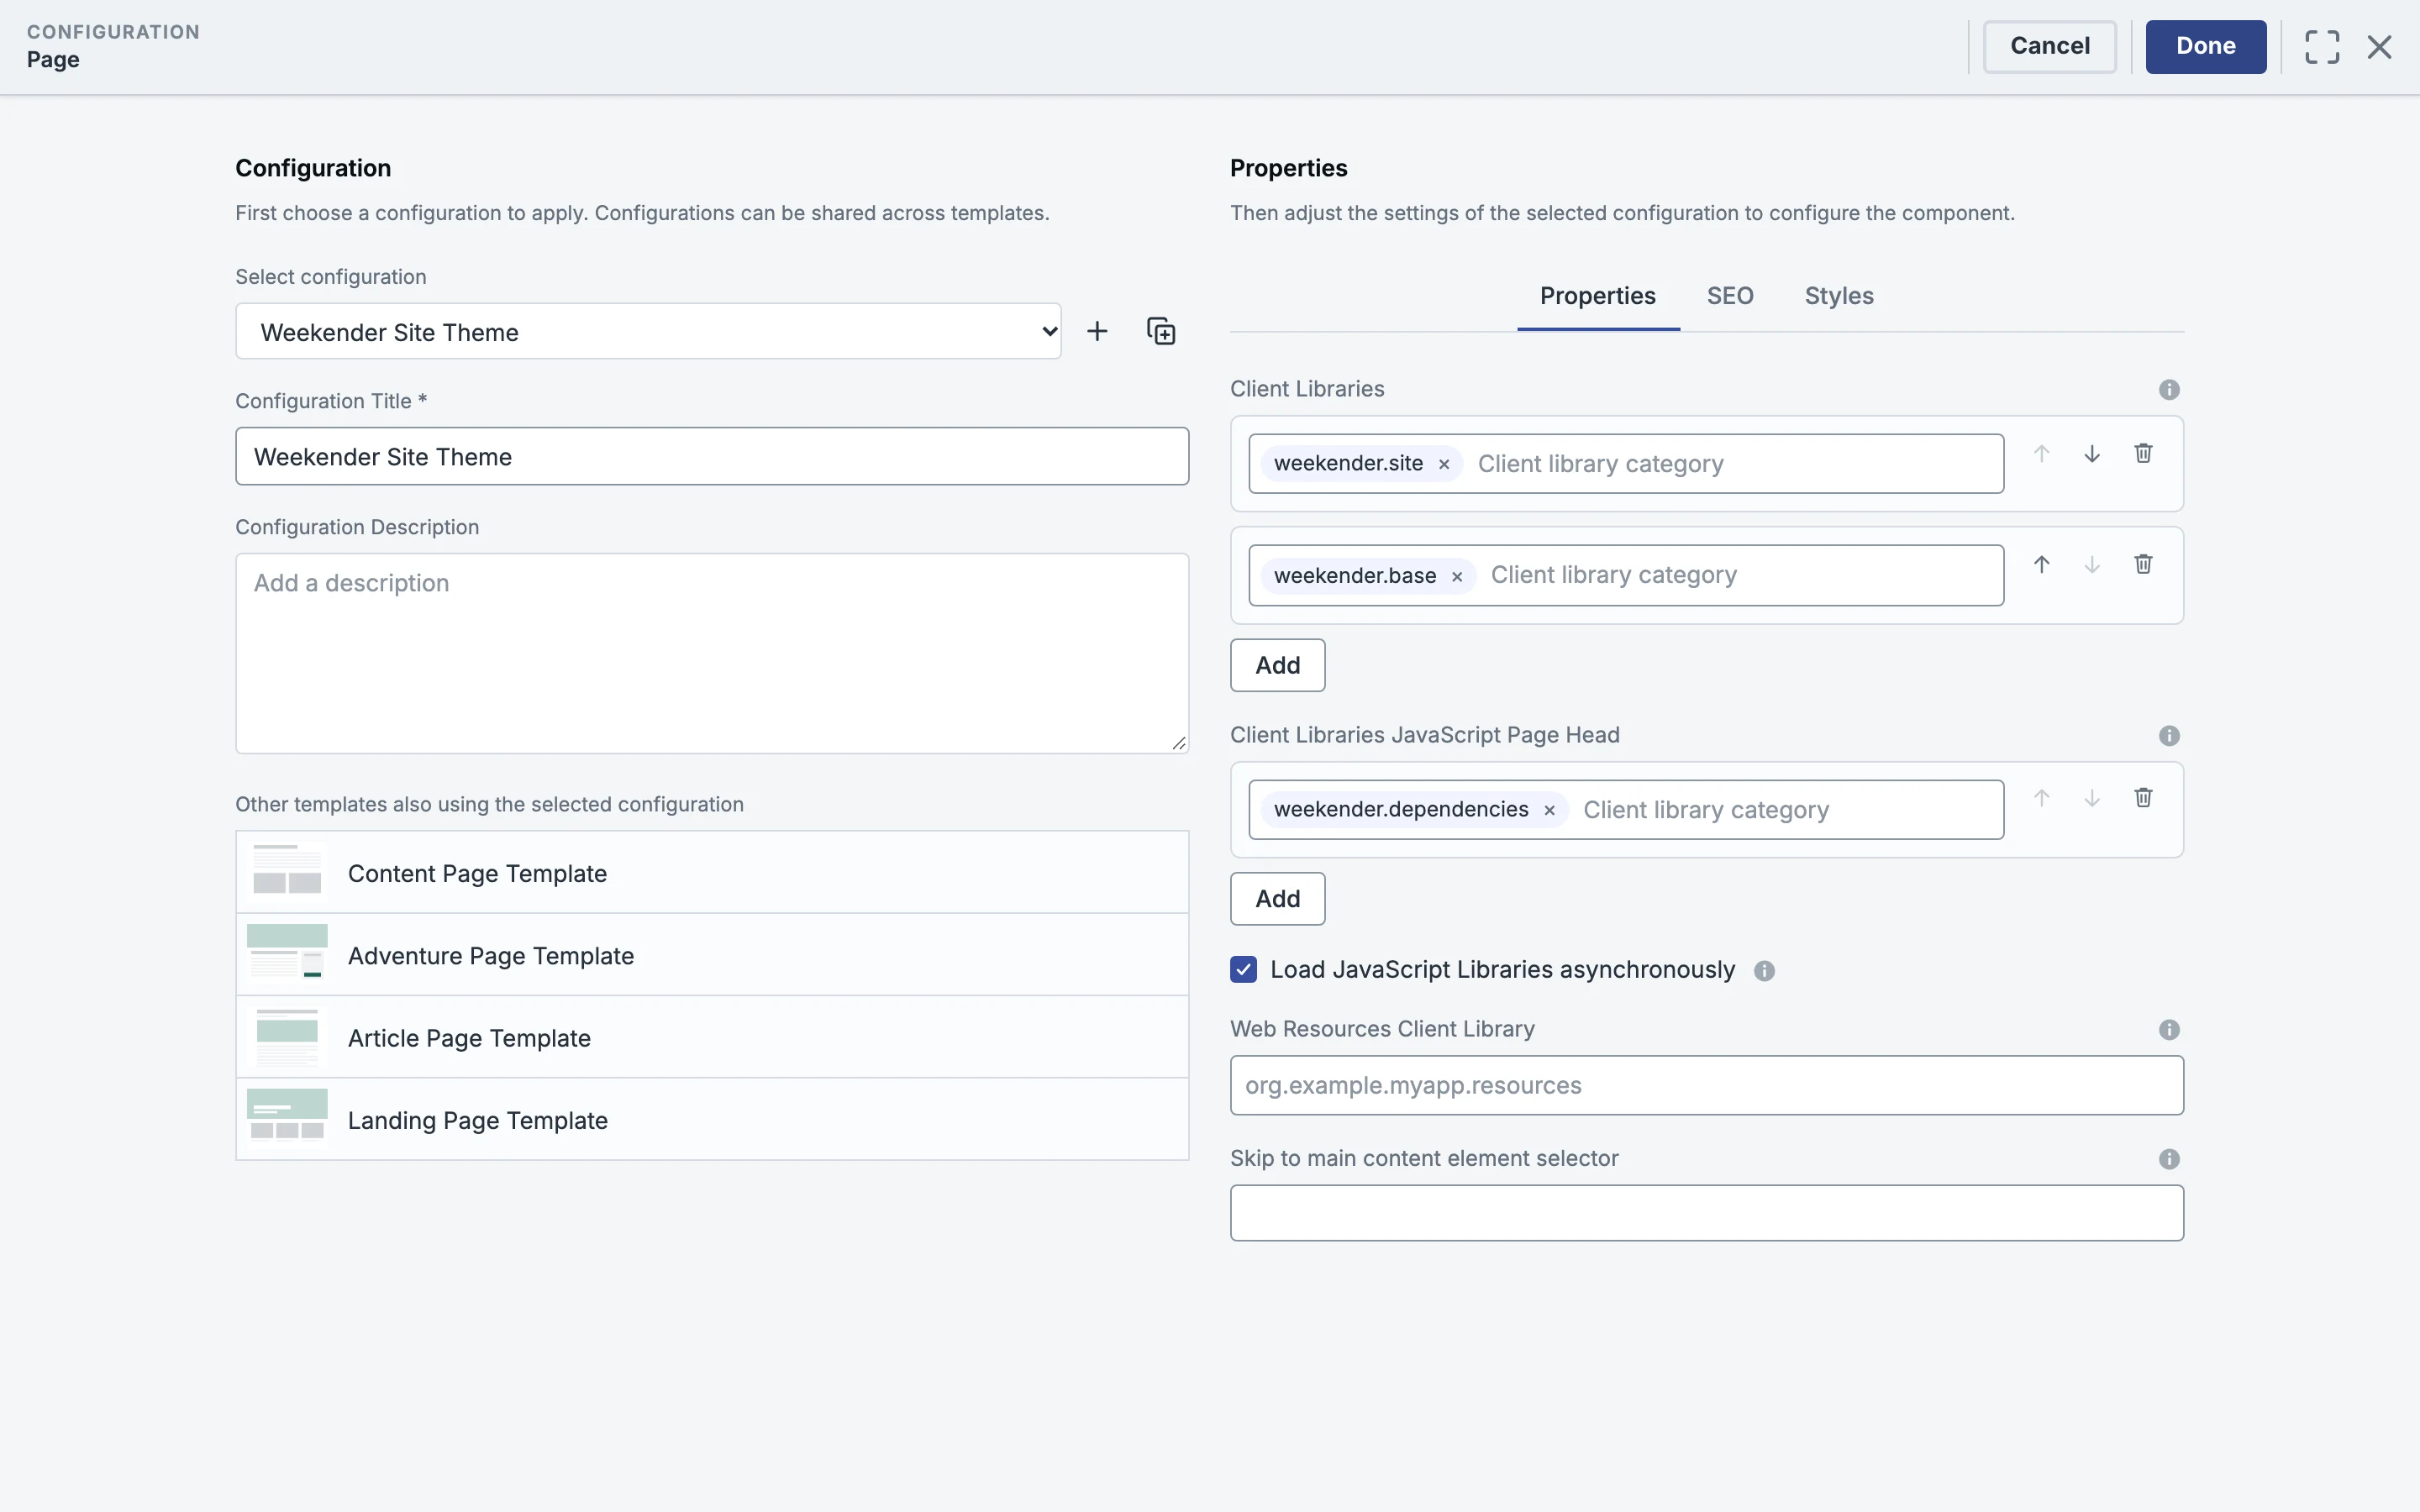 CONFIGURATION
Page
Cancel
Done
Configuration
First choose a configuration to apply. Configurations can be shared across templates.
Select configuration
Weekender Site Theme
Configuration Title *
Weekender Site Theme
Configuration Description
Add a description
Other templates also using the selected configuration
Content Page Template
Adventure Page Template
Article Page Template
Landing Page Template
Properties
Then adjust the settings of the selected configuration to configure the component.
Properties SEO Styles
Client Libraries
weekender.site × Client library category
weekender.base × Client library category
Add
Client Libraries JavaScript Page Head
weekender.dependencies × Client library category
Add
Load JavaScript Libraries asynchronously
Web Resources Client Library
org.example.myapp.resources
Skip to main content element selector